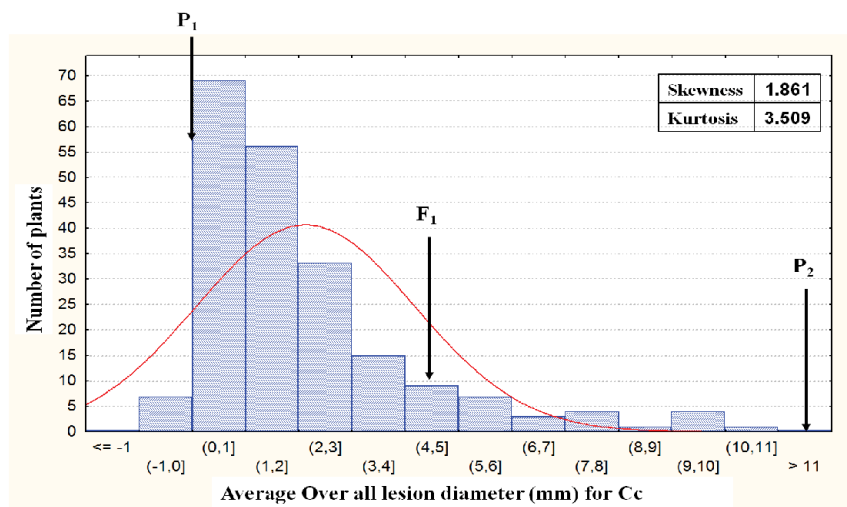 P1
Skewness 1.861
Kurtosis 3.509
F1
P2
Number of plants
70
65
60
55
50
45
40
35
30
25
20
15
10
5
0
<= -1 (0,1] (2,3] (4,5] (6,7] (8,9] (10,11]
(-1,0] (1,2] (3,4] (5,6] (7,8] (9,10] > 11
Average Over all lesion diameter (mm) for Cc